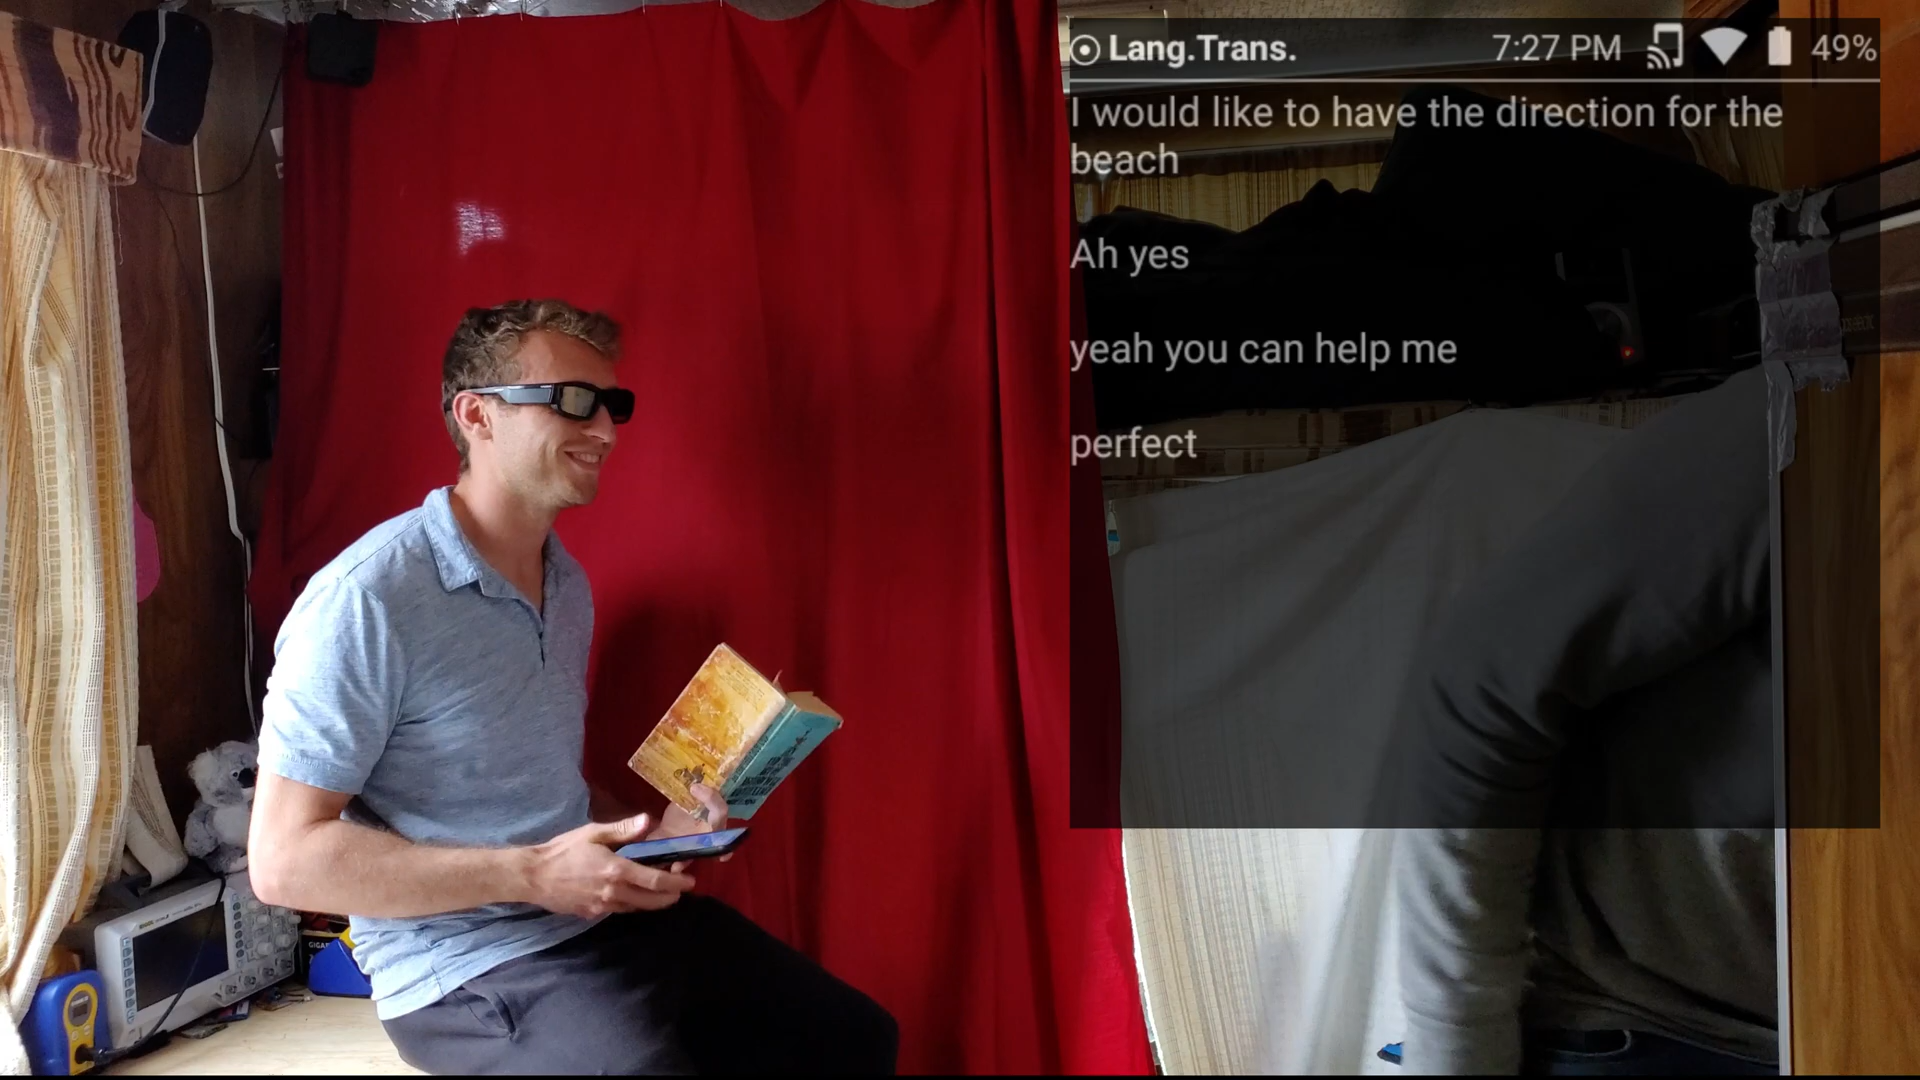 Lang.Trans. 7:27 PM 49%
I would like to have the direction for the
beach
Ah yes
yeah you can help me
perfect